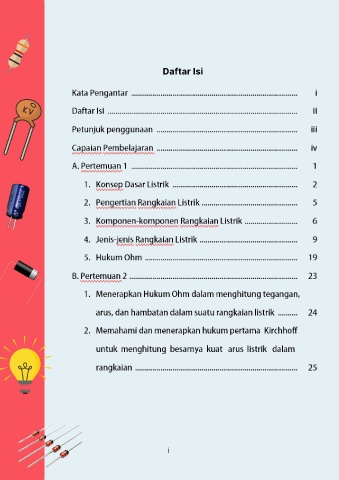 Daftar Isi
Kata Pengantar ........................................................................ i
Daftar Isi ........................................................................ ii
Petunjuk penggunaan ............................................................ iii
Capaian Pembelajaran ............................................................ iv
A. Pertemuan 1 ........................................................................ 1
1. Konsep Dasar Listrik ...................................................... 2
2. Pengertian Rangkaian Listrik .......................................... 5
3. Komponen-komponen Rangkaian Listrik ...................... 6
4. Jenis-jenis Rangkaian Listrik .......................................... 9
5. Hukum Ohm .................................................................. 19
B. Pertemuan 2 ........................................................................ 23
1. Menerapkan Hukum Ohm dalam menghitung tegangan,
arus, dan hambatan dalam suatu rangkaian listrik ......... 24
2. Memahami dan menerapkan hukum pertama Kirchhoff
untuk menghitung besarnya kuat arus listrik dalam
rangkaian ...................................................................... 25
i
KV